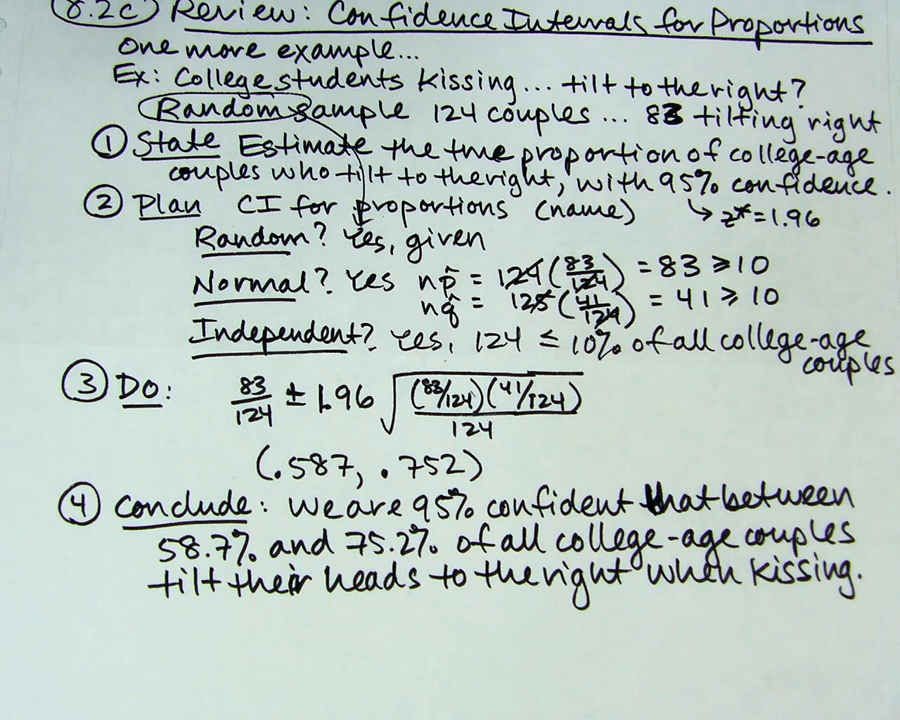 8.2c) Review: Confidence Intervals for Proportions
One more example...
Ex: College students kissing... tilt to the right?
Random sample 124 couples ... 83 tilting right
① State Estimate the true proportion of college-age
couples who tilt to the right, with 95% confidence.
② Plan CI for proportions (name) ↳ z* = 1.96
Random? Yes, given
Normal? Yes np̂ = 124(83/124) = 83 ≥ 10
nq̂ = 125(41/124) = 41 ≥ 10
Independent? Yes, 124 ≤ 10% of all college-age
couples
③ Do: 83/124 ± 1.96 √((83/124)(41/124)/124)
(.587, .752)
④ Conclude: We are 95% confident that between
58.7% and 75.2% of all college-age couples
tilt their heads to the right when kissing.